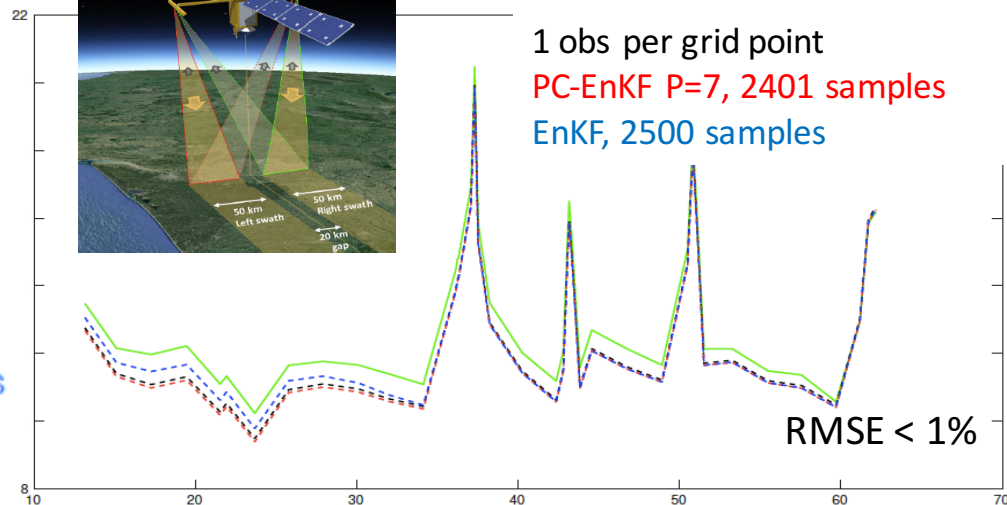 22
1 obs per grid point
PC-EnKF P=7, 2401 samples
EnKF, 2500 samples
50 km
Left swath
50 km
Right swath
20 km
gap
s
RMSE < 1%
8
10 20 30 40 50 60 70